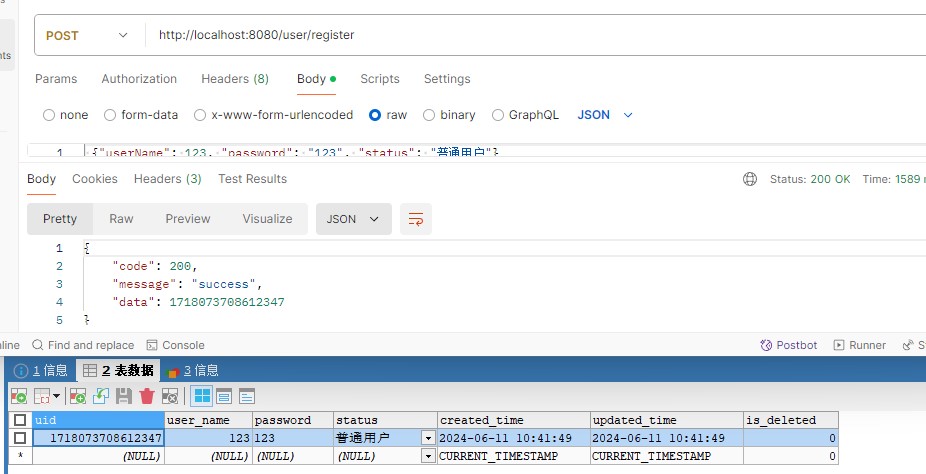 POST http://localhost:8080/user/register
nts
Params Authorization Headers (8) Body Scripts Settings
none form-data x-www-form-urlencoded raw binary GraphQL JSON
1 {"userName": 123, "password": "123", "status": "普通用户"}
Body Cookies Headers (3) Test Results Status: 200 OK Time: 1589 m
Pretty Raw Preview Visualize JSON
1 {
2 "code": 200,
3 "message": "success",
4 "data": 1718073708612347
5 }
nline Find and replace Console Postbot Runner S
1 信息 2 表数据 3 信息
uid user_name password status created_time updated_time is_deleted
1718073708612347 123 123 普通用户 2024-06-11 10:41:49 2024-06-11 10:41:49 0
* (NULL) (NULL) (NULL) (NULL) CURRENT_TIMESTAMP CURRENT_TIMESTAMP 0